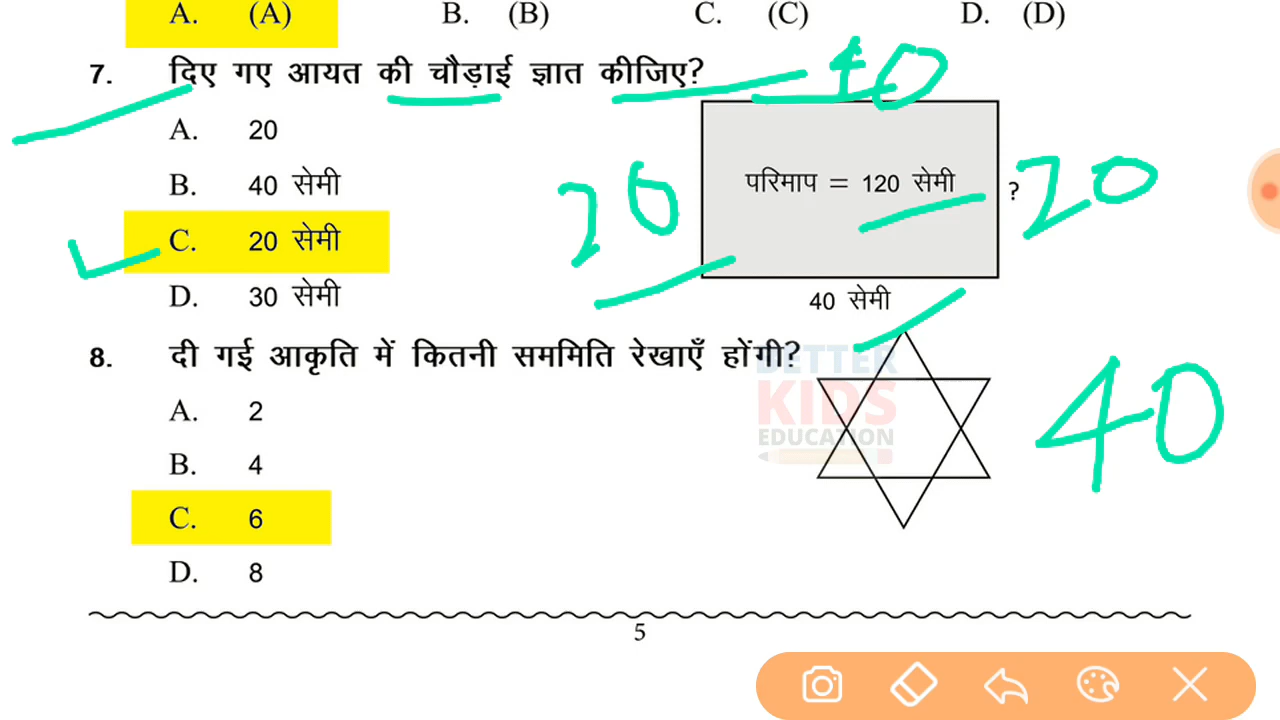 A. (A) B. (B) C. (C) D. (D)
7. दिए गए आयत की चौड़ाई ज्ञात कीजिए?
40
A. 20
B. 40 सेमी
C. 20 सेमी
D. 30 सेमी
20
परिमाप = 120 सेमी
?
20
40 सेमी
8. दी गई आकृति में कितनी सममिति रेखाएँ होंगी?
40
BETTER
KIDS
EDUCATION
A. 2
B. 4
C. 6
D. 8
5